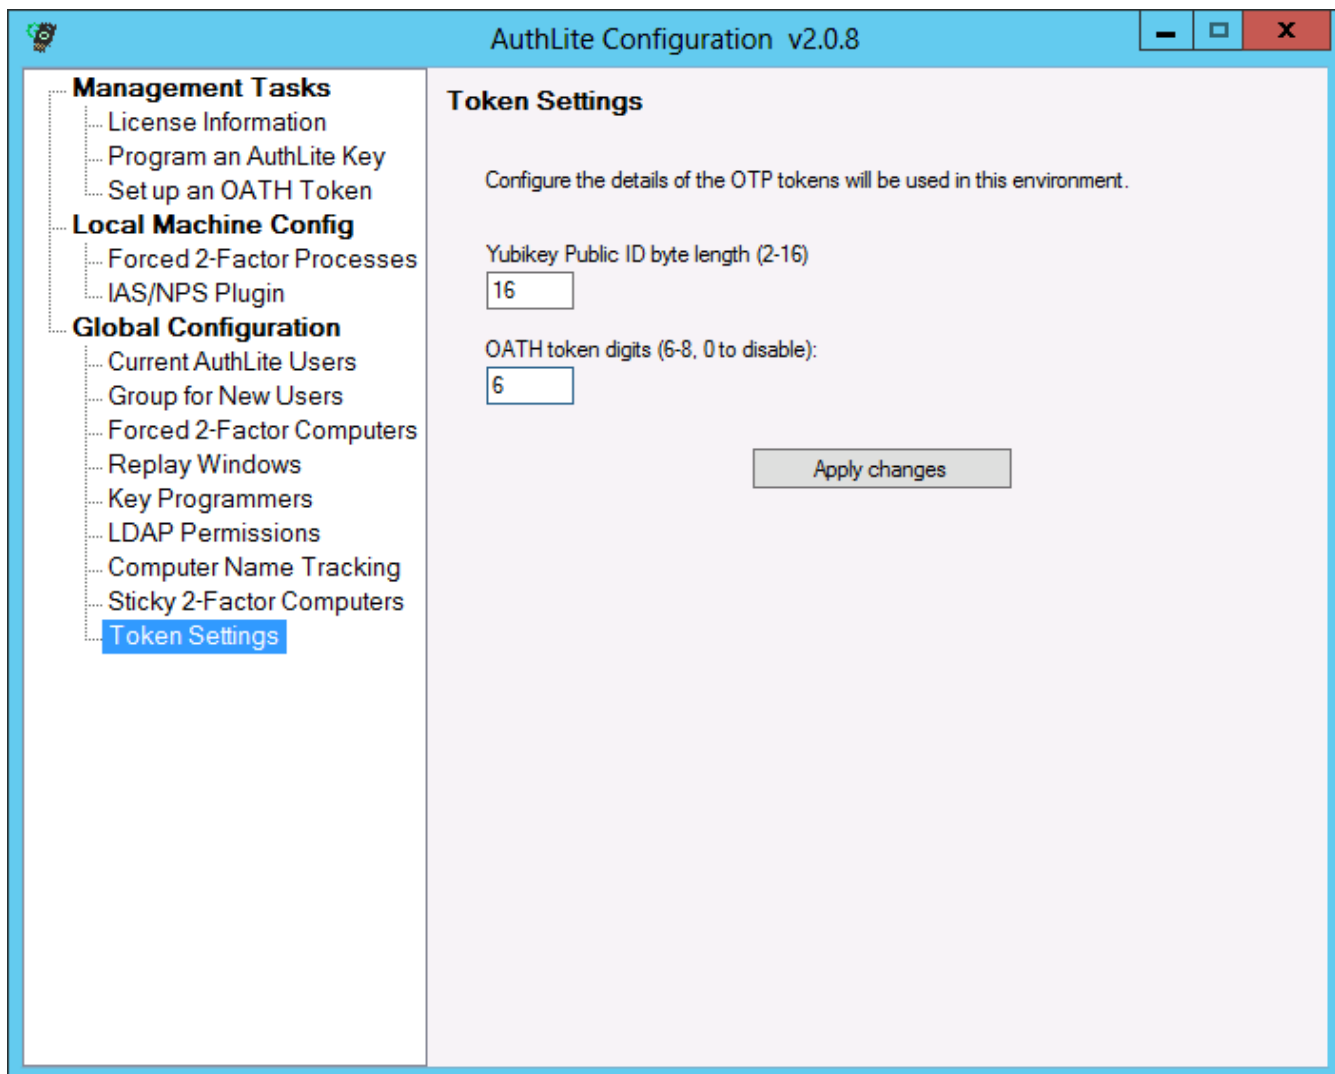 AuthLite Configuration v2.0.8
Management Tasks
License Information
Program an AuthLite Key
Set up an OATH Token
Local Machine Config
Forced 2-Factor Processes
IAS/NPS Plugin
Global Configuration
Current AuthLite Users
Group for New Users
Forced 2-Factor Computers
Replay Windows
Key Programmers
LDAP Permissions
Computer Name Tracking
Sticky 2-Factor Computers
Token Settings
Token Settings
Configure the details of the OTP tokens will be used in this environment.
Yubikey Public ID byte length (2-16)
16
OATH token digits (6-8, 0 to disable):
6
Apply changes